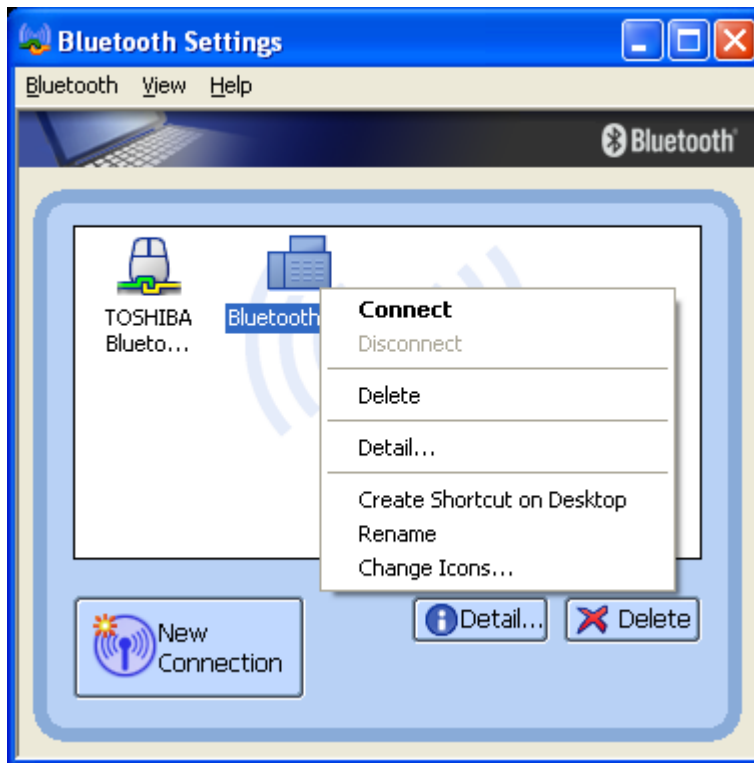 Bluetooth Settings
Bluetooth View Help
Bluetooth
TOSHIBA
Blueto...
Bluetooth
Connect
Disconnect
Delete
Detail...
Create Shortcut on Desktop
Rename
Change Icons...
New
Connection
Detail...
Delete